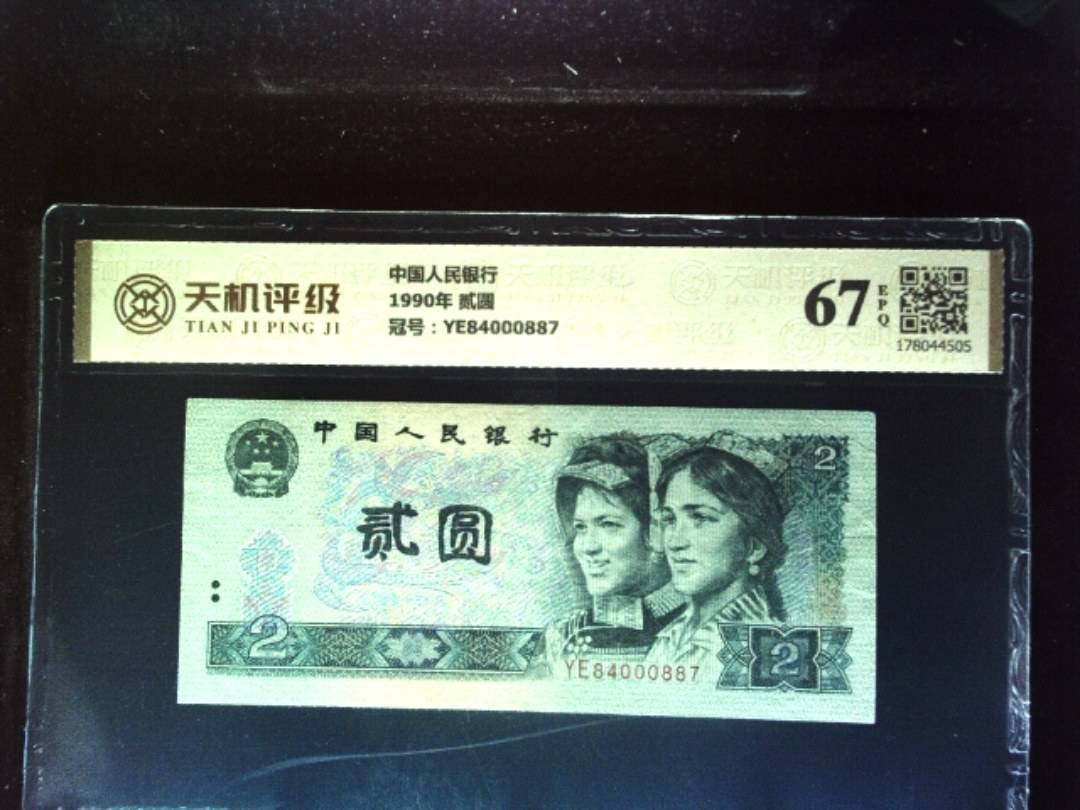 天机评级
TIAN JI PING JI
中国人民银行
1990年 贰圆
冠号：YE84000887
67
EPQ
178044505
中国人民银行
2
贰圆
2
YE84000887
2